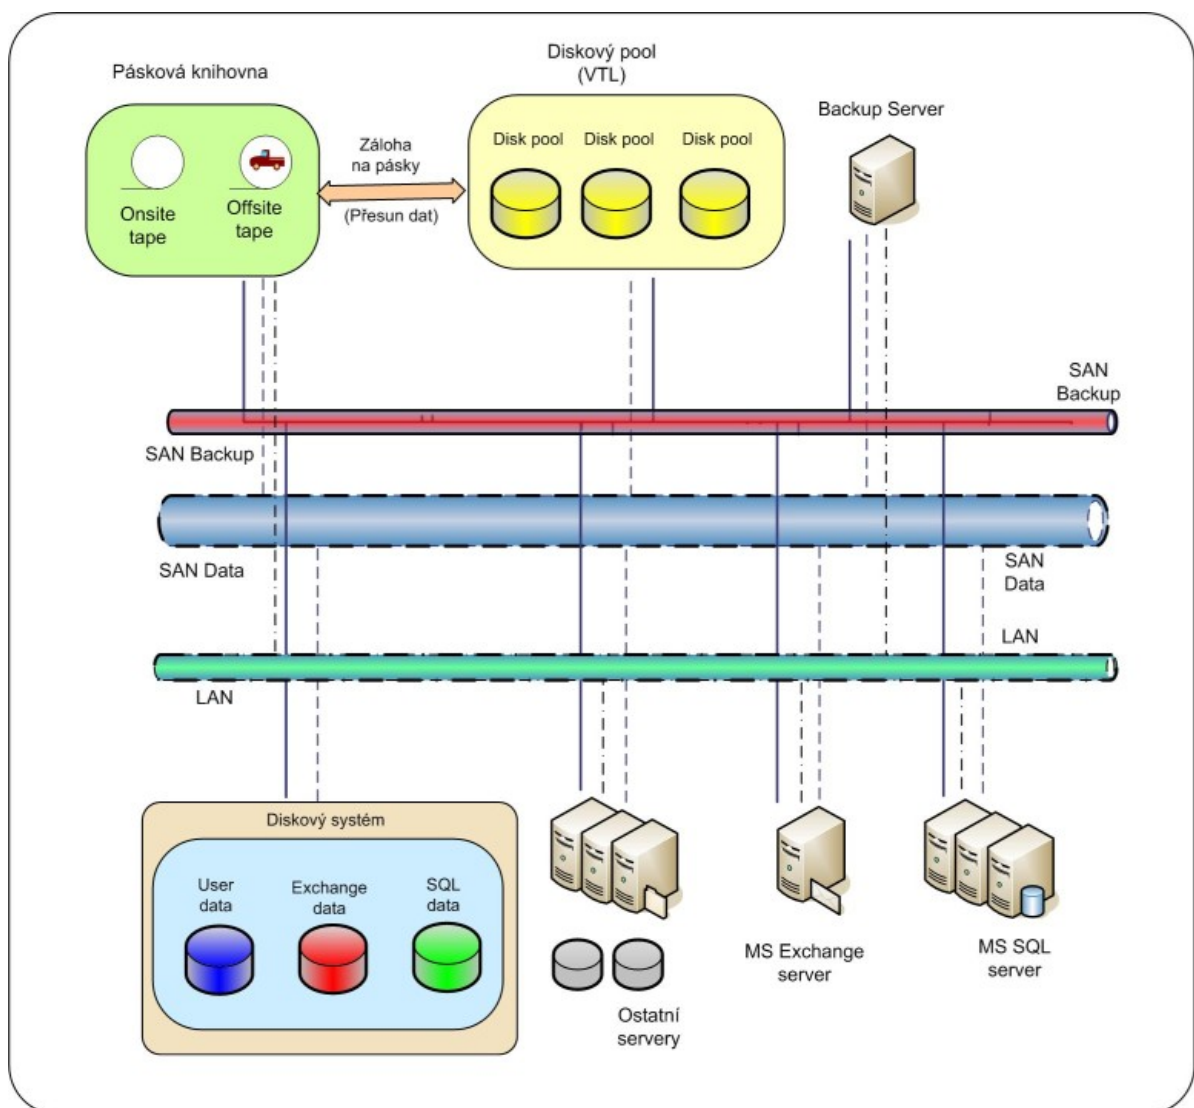 Diskový pool
(VTL)
Pásková knihovna
Backup Server
Disk pool
Disk pool
Disk pool
Záloha
na pásky
(Přesun dat)
Onsite
tape
Offsite
tape
SAN
Backup
SAN Backup
SAN Data
SAN
Data
LAN
LAN
Diskový systém
User
data
Exchange
data
SQL
data
MS Exchange
server
MS SQL
server
Ostatní
servery